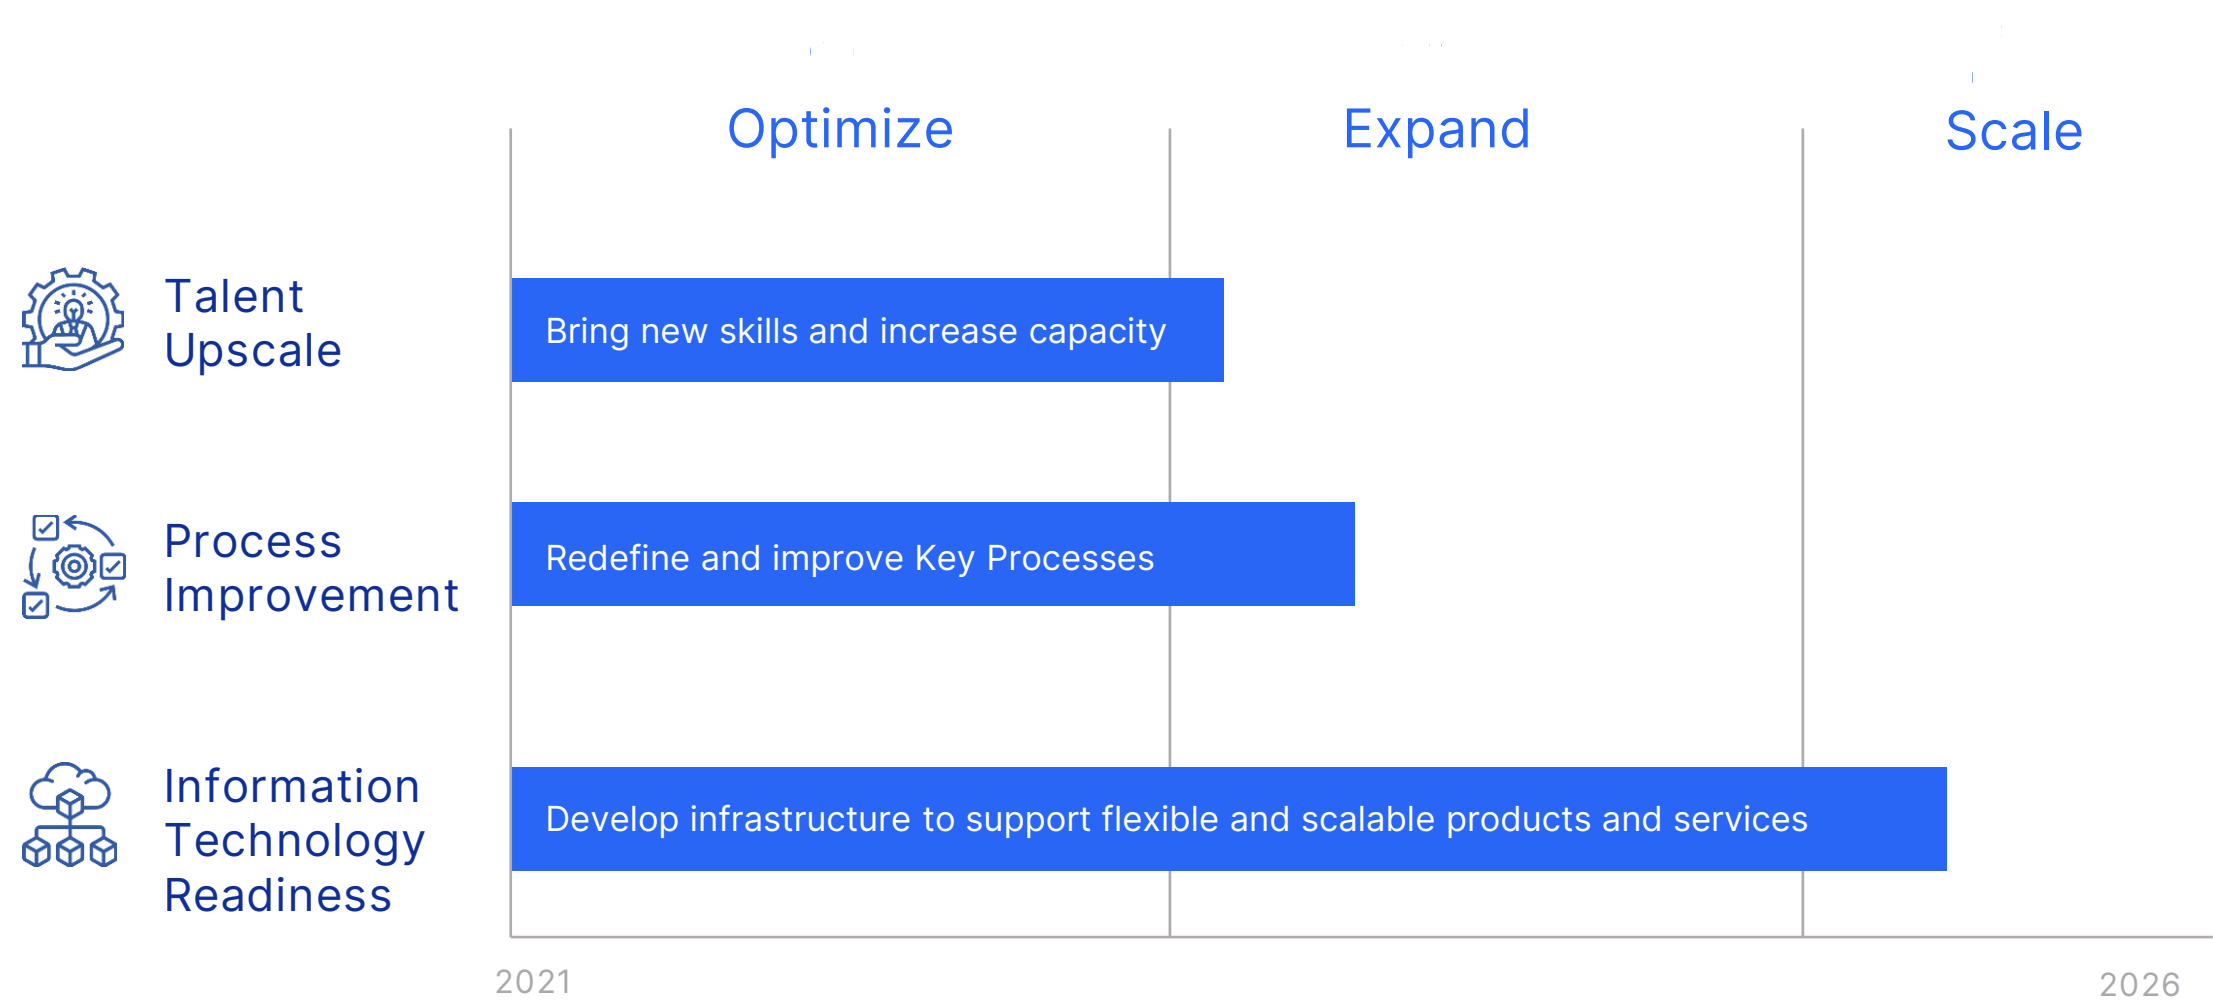 Optimize
Expand
Scale
Talent
Upscale
Bring new skills and increase capacity
Process
Improvement
Redefine and improve Key Processes
Information
Technology
Readiness
Develop infrastructure to support flexible and scalable products and services
2021
2026